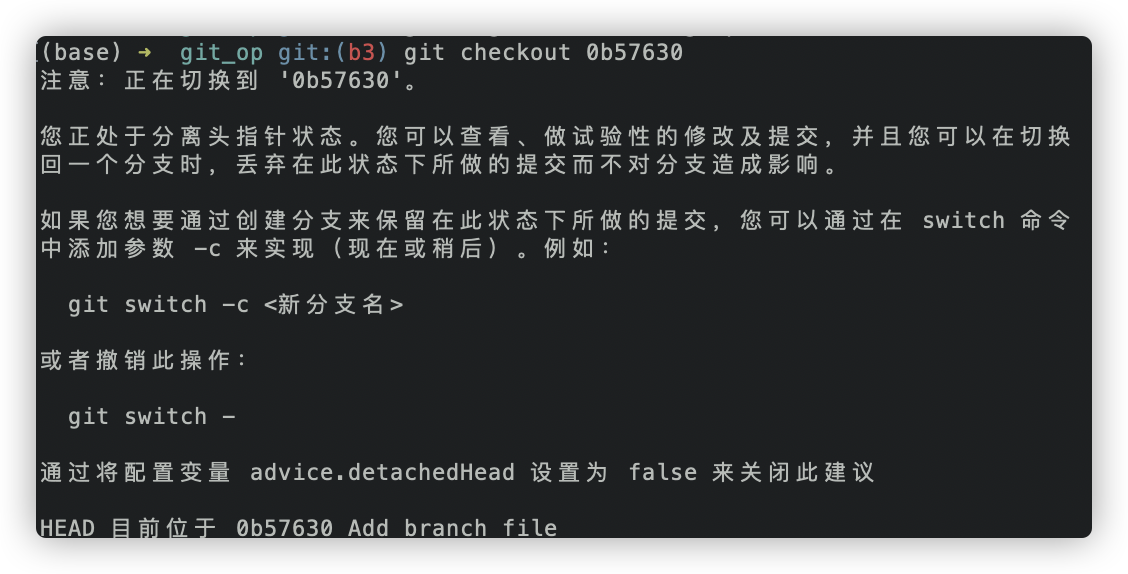 (base) → git_op git:(b3) git checkout 0b57630
注意：正在切换到 '0b57630'。
您正处于分离头指针状态。您可以查看、做试验性的修改及提交，并且您可以在切换
回一个分支时，丢弃在此状态下所做的提交而不对分支造成影响。
如果您想要通过创建分支来保留在此状态下所做的提交，您可以通过在 switch 命令
中添加参数 -c 来实现（现在或稍后）。例如：
git switch -c <新分支名>
或者撤销此操作：
git switch -
通过将配置变量 advice.detachedHead 设置为 false 来关闭此建议
HEAD 目前位于 0b57630 Add branch file